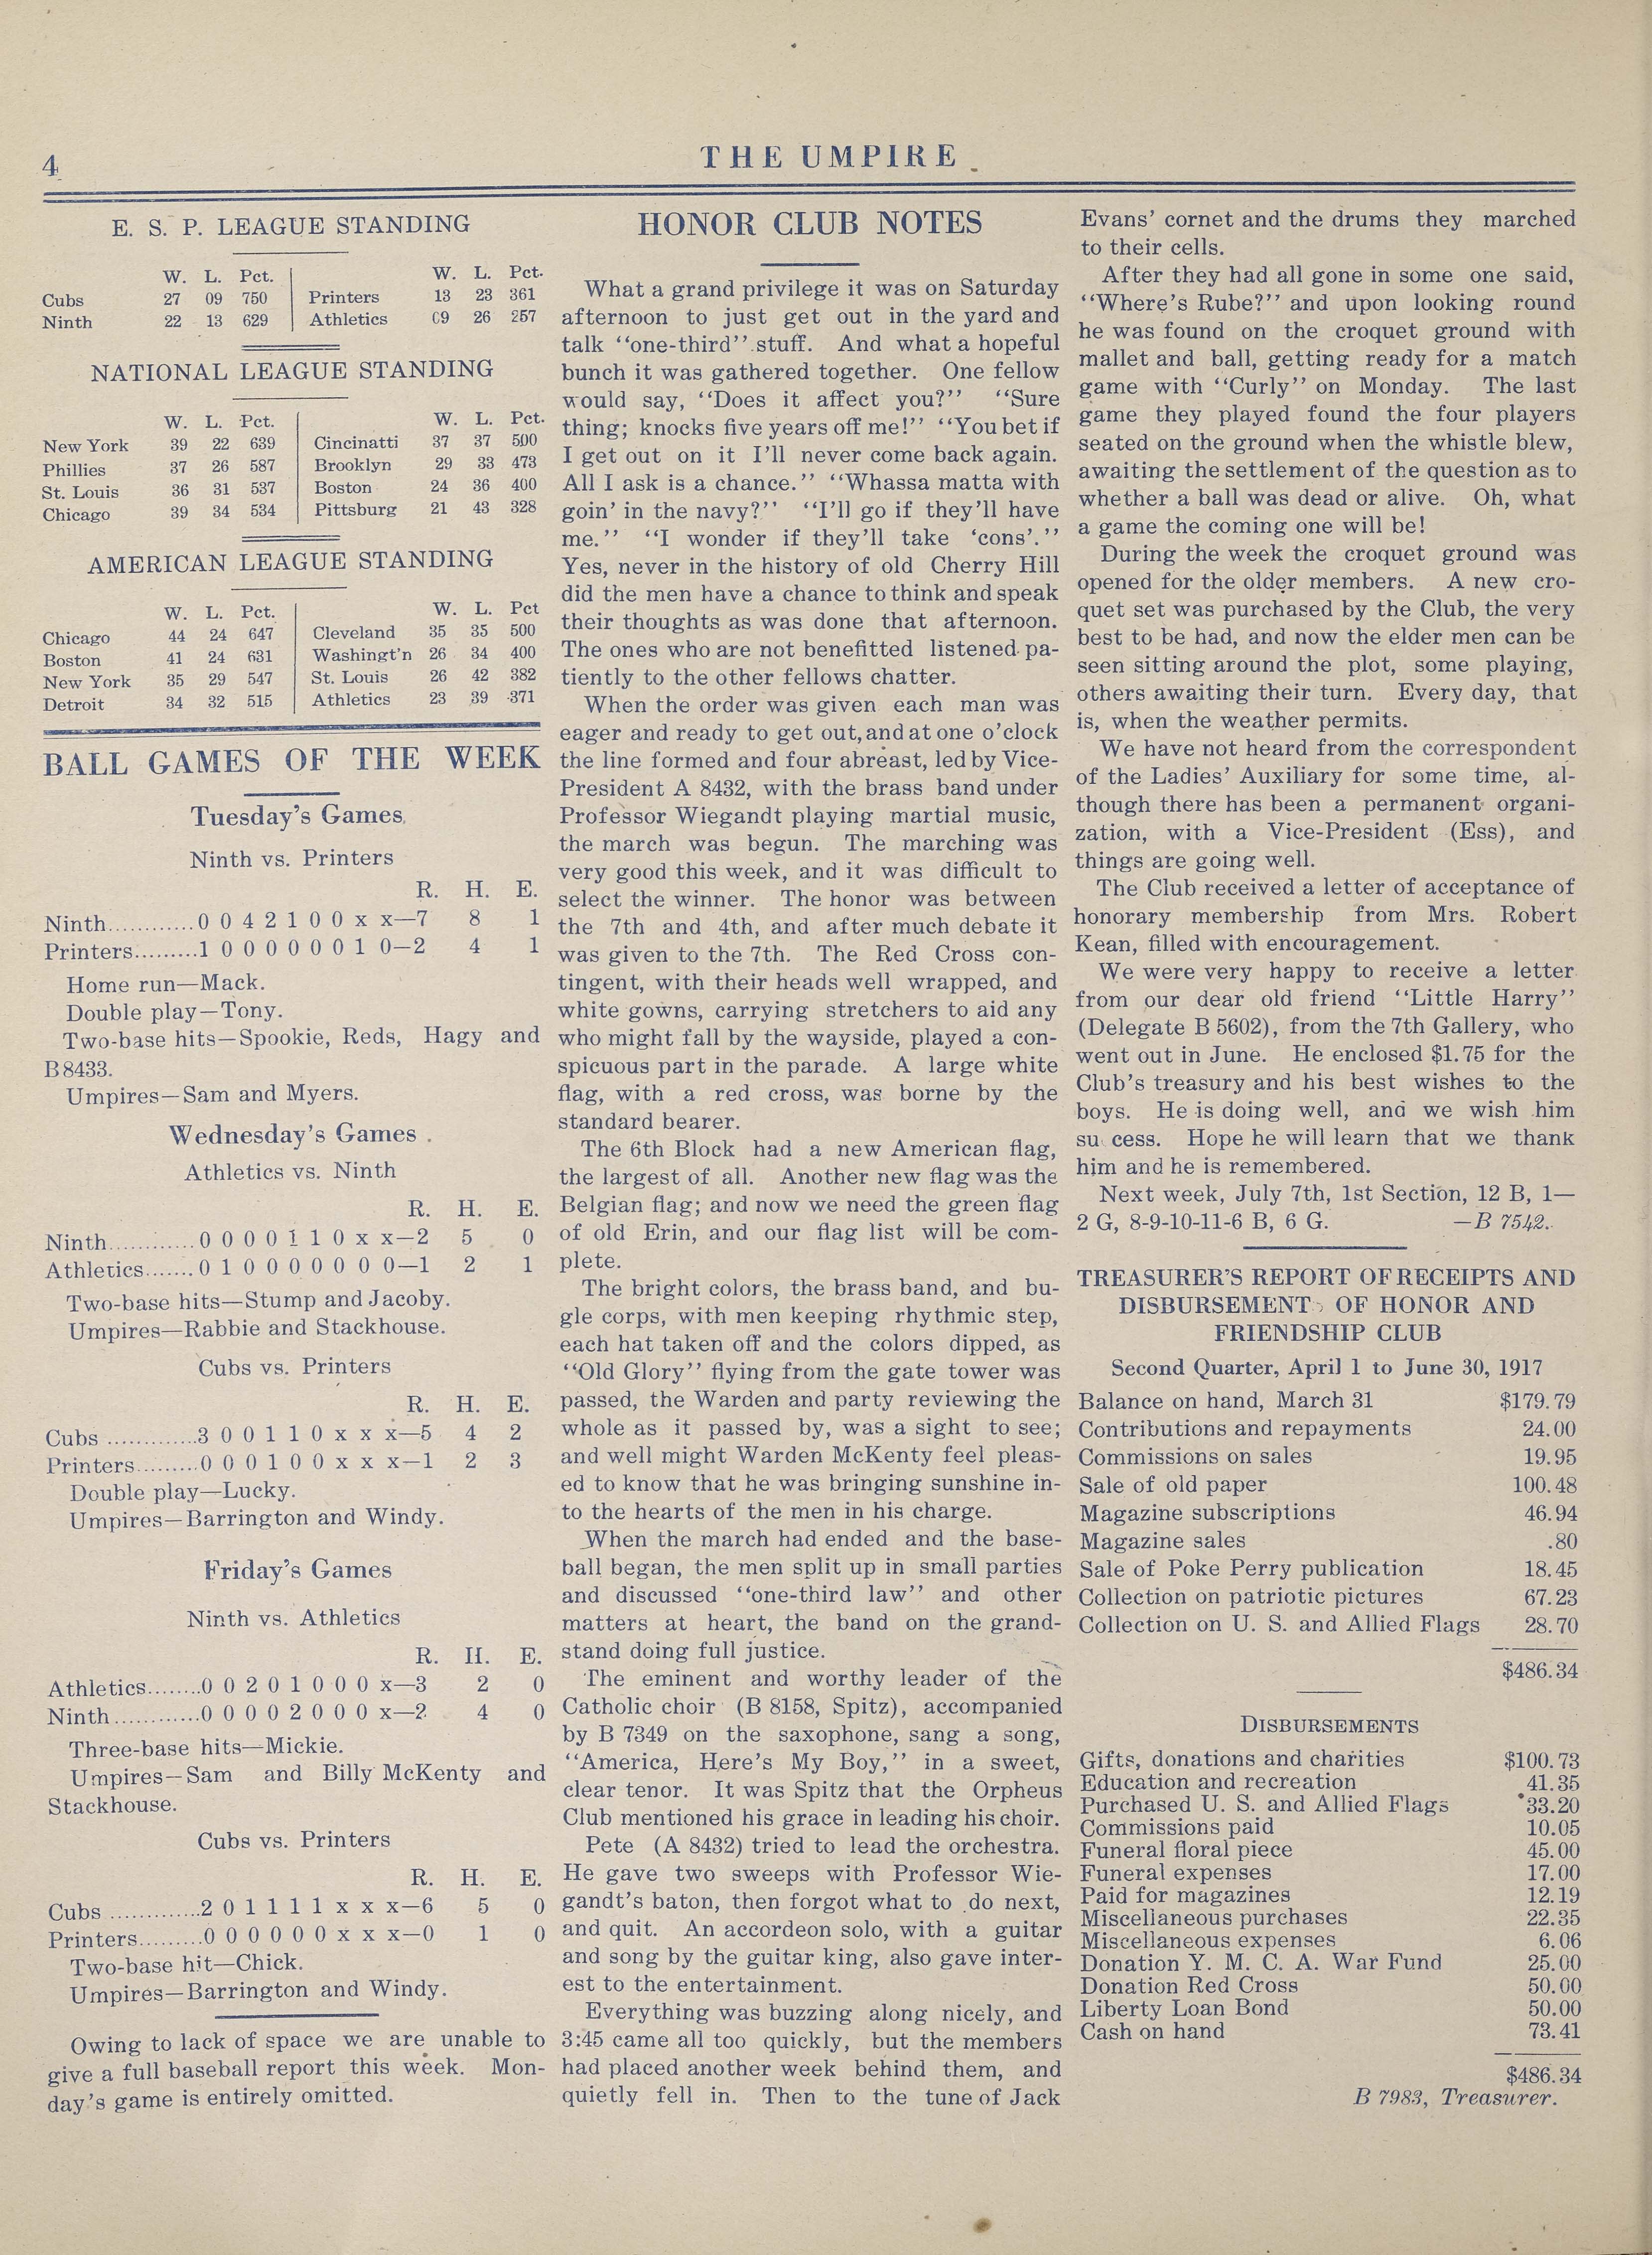 4
THE UMPIRE
E. S. P. LEAGUE STANDING
W. L. Pct. W. L. Pct.
Cubs 27 09 750 Printers 13 23 361
Ninth 22 13 629 Athletics 09 26 257
NATIONAL LEAGUE STANDING
W. L. Pct. W. L. Pct.
New York 39 22 639 Cincinatti 37 37 500
Phillies 37 26 587 Brooklyn 29 33 473
St. Louis 36 31 537 Boston 24 36 400
Chicago 39 34 534 Pittsburg 21 43 328
AMERICAN LEAGUE STANDING
W. L. Pct. W. L. Pct
Chicago 44 24 647 Cleveland 35 35 500
Boston 41 24 631 Washingt'n 26 34 400
New York 35 29 547 St. Louis 26 42 382
Detroit 34 32 515 Athletics 23 39 371
BALL GAMES OF THE WEEK
Tuesday's Games
Ninth vs. Printers
R. H. E.
Ninth............0 0 4 2 1 0 0 x x—7 8 1
Printers.........1 0 0 0 0 0 0 1 0—2 4 1
Home run—Mack.
Double play—Tony.
Two-base hits—Spookie, Reds, Hagy and
B 8433.
Umpires—Sam and Myers.
Wednesday's Games
Athletics vs. Ninth
R. H. E.
Ninth............0 0 0 0 1 1 0 x x—2 5 0
Athletics.......0 1 0 0 0 0 0 0 0—1 2 1
Two-base hits—Stump and Jacoby.
Umpires—Rabbie and Stackhouse.
Cubs vs. Printers
R. H. E.
Cubs .............3 0 0 1 1 0 x x x—5 4 2
Printers.........0 0 0 1 0 0 x x x—1 2 3
Double play—Lucky.
Umpires—Barrington and Windy.
Friday's Games
Ninth vs. Athletics
R. H. E.
Athletics........0 0 2 0 1 0 0 0 x—3 2 0
Ninth............0 0 0 0 2 0 0 0 x—2 4 0
Three-base hits—Mickie.
Umpires—Sam and Billy McKenty and
Stackhouse.
Cubs vs. Printers
R. H. E.
Cubs .............2 0 1 1 1 1 x x x—6 5 0
Printers.........0 0 0 0 0 0 x x x—0 1 0
Two-base hit—Chick.
Umpires—Barrington and Windy.
Owing to lack of space we are unable to
give a full baseball report this week. Mon-
day's game is entirely omitted.
HONOR CLUB NOTES
What a grand privilege it was on Saturday
afternoon to just get out in the yard and
talk "one-third" stuff. And what a hopeful
bunch it was gathered together. One fellow
would say, "Does it affect you?" "Sure
thing; knocks five years off me!" "You bet if
I get out on it I'll never come back again.
All I ask is a chance." "Whassa matta with
goin' in the navy?" "I'll go if they'll have
me." "I wonder if they'll take 'cons'."
Yes, never in the history of old Cherry Hill
did the men have a chance to think and speak
their thoughts as was done that afternoon.
The ones who are not benefitted listened pa-
tiently to the other fellows chatter.
When the order was given each man was
eager and ready to get out, and at one o'clock
the line formed and four abreast, led by Vice-
President A 8432, with the brass band under
Professor Wiegandt playing martial music,
the march was begun. The marching was
very good this week, and it was difficult to
select the winner. The honor was between
the 7th and 4th, and after much debate it
was given to the 7th. The Red Cross con-
tingent, with their heads well wrapped, and
white gowns, carrying stretchers to aid any
who might fall by the wayside, played a con-
spicuous part in the parade. A large white
flag, with a red cross, was borne by the
standard bearer.
The 6th Block had a new American flag,
the largest of all. Another new flag was the
Belgian flag; and now we need the green flag
of old Erin, and our flag list will be com-
plete.
The bright colors, the brass band, and bu-
gle corps, with men keeping rhythmic step,
each hat taken off and the colors dipped, as
"Old Glory" flying from the gate tower was
passed, the Warden and party reviewing the
whole as it passed by, was a sight to see;
and well might Warden McKenty feel pleas-
ed to know that he was bringing sunshine in-
to the hearts of the men in his charge.
When the march had ended and the base-
ball began, the men split up in small parties
and discussed "one-third law" and other
matters at heart, the band on the grand-
stand doing full justice.
The eminent and worthy leader of the
Catholic choir (B 8158, Spitz), accompanied
by B 7349 on the saxophone, sang a song,
"America, Here's My Boy," in a sweet,
clear tenor. It was Spitz that the Orpheus
Club mentioned his grace in leading his choir.
Pete (A 8432) tried to lead the orchestra.
He gave two sweeps with Professor Wie-
gandt's baton, then forgot what to do next,
and quit. An accordeon solo, with a guitar
and song by the guitar king, also gave inter-
est to the entertainment.
Everything was buzzing along nicely, and
3:45 came all too quickly, but the members
had placed another week behind them, and
quietly fell in. Then to the tune of Jack
Evans' cornet and the drums they marched
to their cells.
After they had all gone in some one said,
"Where's Rube?" and upon looking round
he was found on the croquet ground with
mallet and ball, getting ready for a match
game with "Curly" on Monday. The last
game they played found the four players
seated on the ground when the whistle blew,
awaiting the settlement of the question as to
whether a ball was dead or alive. Oh, what
a game the coming one will be!
During the week the croquet ground was
opened for the older members. A new cro-
quet set was purchased by the Club, the very
best to be had, and now the elder men can be
seen sitting around the plot, some playing,
others awaiting their turn. Every day, that
is, when the weather permits.
We have not heard from the correspondent
of the Ladies' Auxiliary for some time, al-
though there has been a permanent organi-
zation, with a Vice-President (Ess), and
things are going well.
The Club received a letter of acceptance of
honorary membership from Mrs. Robert
Kean, filled with encouragement.
We were very happy to receive a letter
from our dear old friend "Little Harry"
(Delegate B 5602), from the 7th Gallery, who
went out in June. He enclosed $1.75 for the
Club's treasury and his best wishes to the
boys. He is doing well, and we wish him
su cess. Hope he will learn that we thank
him and he is remembered.
Next week, July 7th, 1st Section, 12 B, 1—
2 G, 8-9-10-11-6 B, 6 G. —B 7542.
TREASURER'S REPORT OF RECEIPTS AND
DISBURSEMENTS OF HONOR AND
FRIENDSHIP CLUB
Second Quarter, April 1 to June 30, 1917
Balance on hand, March 31 $179.79
Contributions and repayments 24.00
Commissions on sales 19.95
Sale of old paper 100.48
Magazine subscriptions 46.94
Magazine sales .80
Sale of Poke Perry publication 18.45
Collection on patriotic pictures 67.23
Collection on U. S. and Allied Flags 28.70
$486.34
DISBURSEMENTS
Gifts, donations and charities $100.73
Education and recreation 41.35
Purchased U. S. and Allied Flags 33.20
Commissions paid 10.05
Funeral floral piece 45.00
Funeral expenses 17.00
Paid for magazines 12.19
Miscellaneous purchases 22.35
Miscellaneous expenses 6.06
Donation Y. M. C. A. War Fund 25.00
Donation Red Cross 50.00
Liberty Loan Bond 50.00
Cash on hand 73.41
$486.34
B 7983, Treasurer.